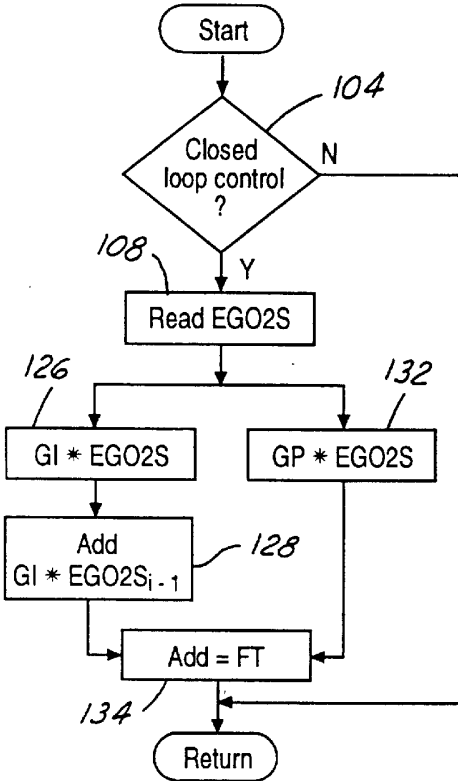 Start
104
Closed
loop control
?
N
Y
108
Read EGO2S
126
132
GI * EGO2S
GP * EGO2S
Add
GI * EGO2Si - 1
128
Add = FT
134
Return